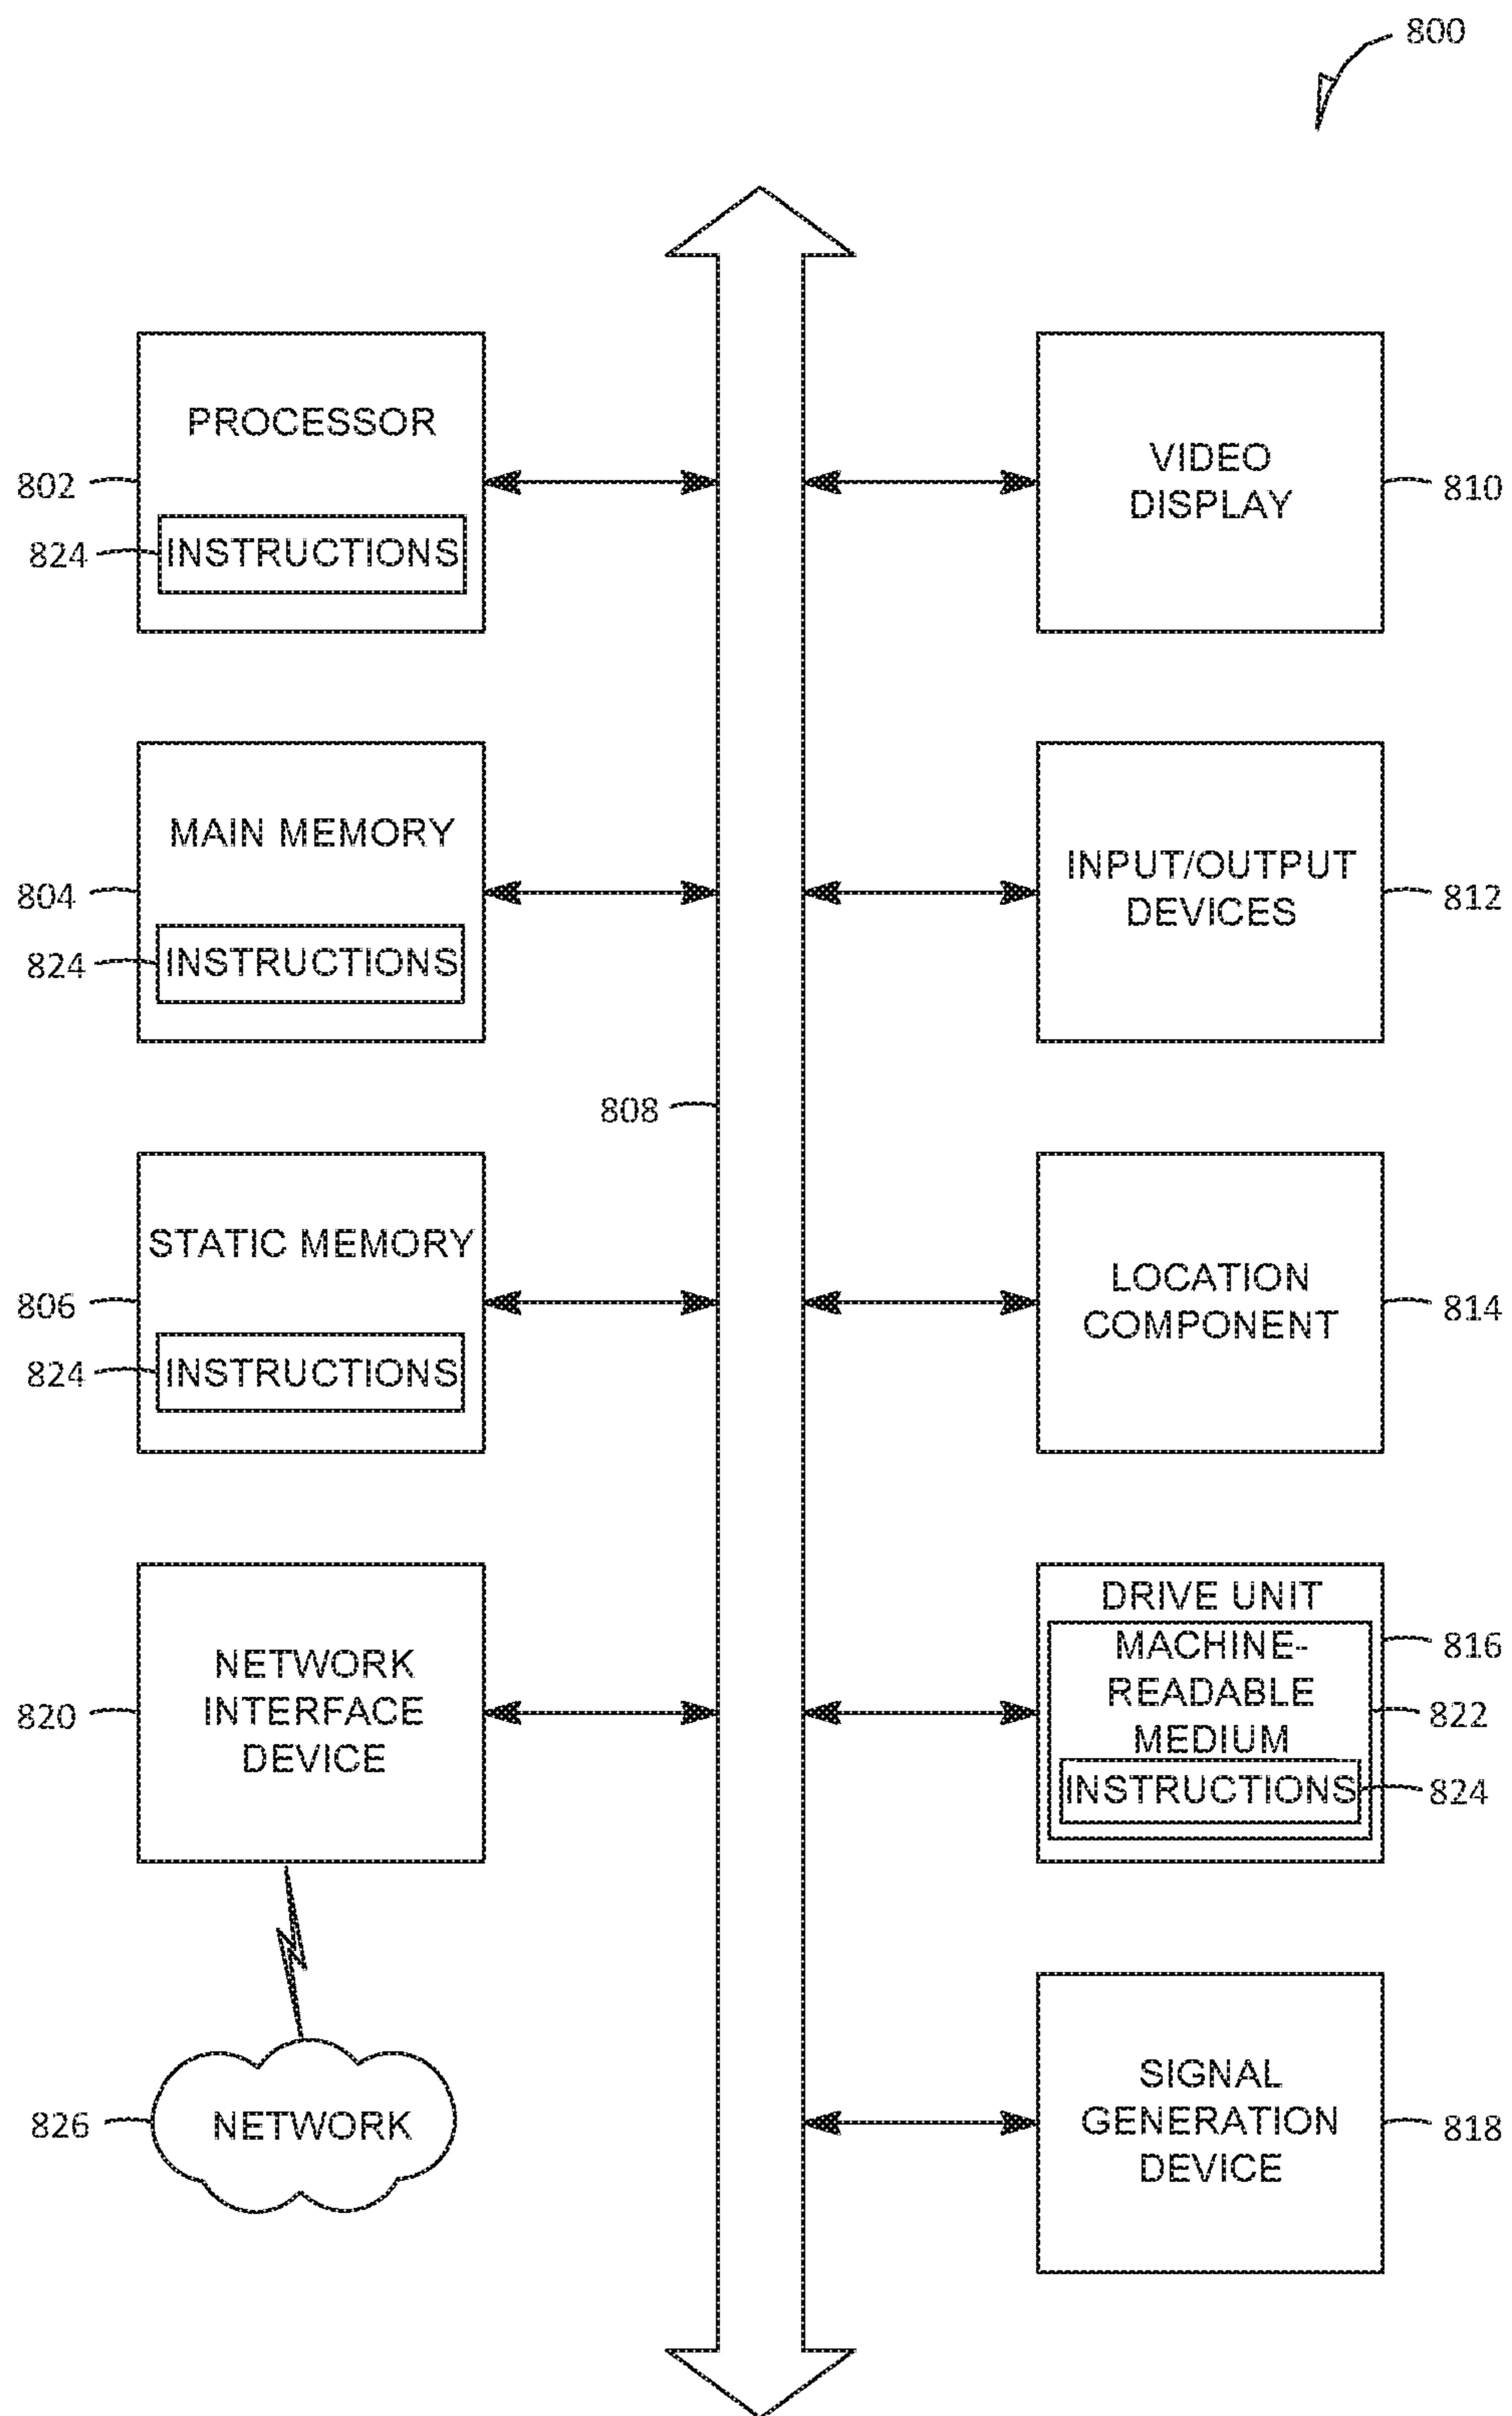 800
PROCESSOR
802
824
INSTRUCTIONS
VIDEO
DISPLAY
810
MAIN MEMORY
804
824
INSTRUCTIONS
INPUT/OUTPUT
DEVICES
812
808
STATIC MEMORY
806
824
INSTRUCTIONS
LOCATION
COMPONENT
814
NETWORK
INTERFACE
DEVICE
820
DRIVE UNIT
816
MACHINE-
READABLE
MEDIUM
822
INSTRUCTIONS
824
826
NETWORK
SIGNAL
GENERATION
DEVICE
818